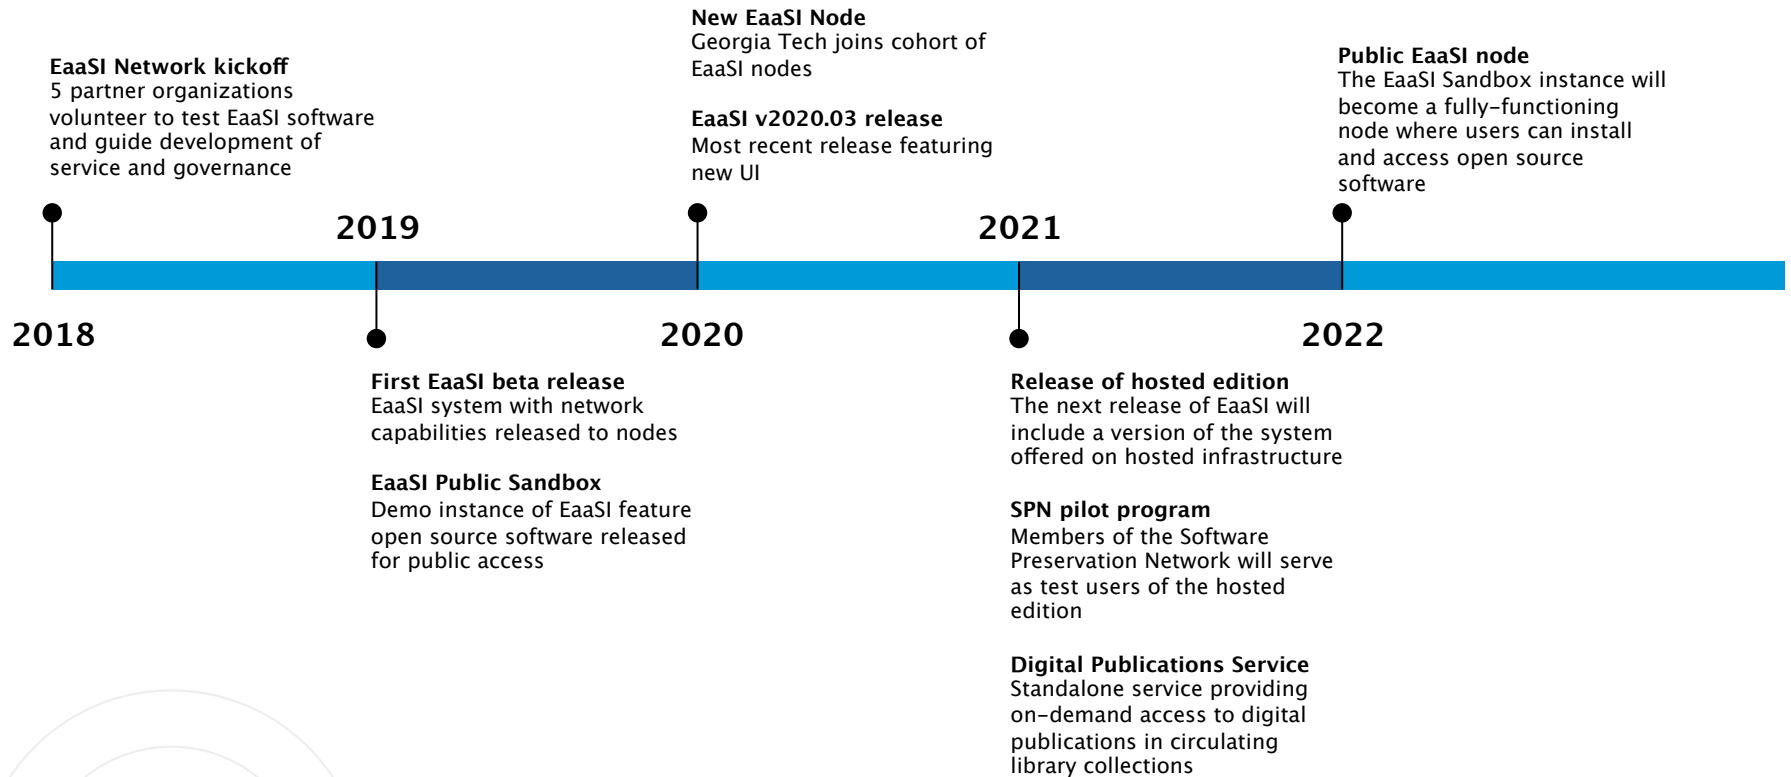 EaaSI Network kickoff
5 partner organizations
volunteer to test EaaSI software
and guide development of
service and governance
New EaaSI Node
Georgia Tech joins cohort of
EaaSI nodes
EaaSI v2020.03 release
Most recent release featuring
new UI
Public EaaSI node
The EaaSI Sandbox instance will
become a fully-functioning
node where users can install
and access open source
software
2019
2021
2018
2020
2022
First EaaSI beta release
EaaSI system with network
capabilities released to nodes
EaaSI Public Sandbox
Demo instance of EaaSI feature
open source software released
for public access
Release of hosted edition
The next release of EaaSI will
include a version of the system
offered on hosted infrastructure
SPN pilot program
Members of the Software
Preservation Network will serve
as test users of the hosted
edition
Digital Publications Service
Standalone service providing
on-demand access to digital
publications in circulating
library collections